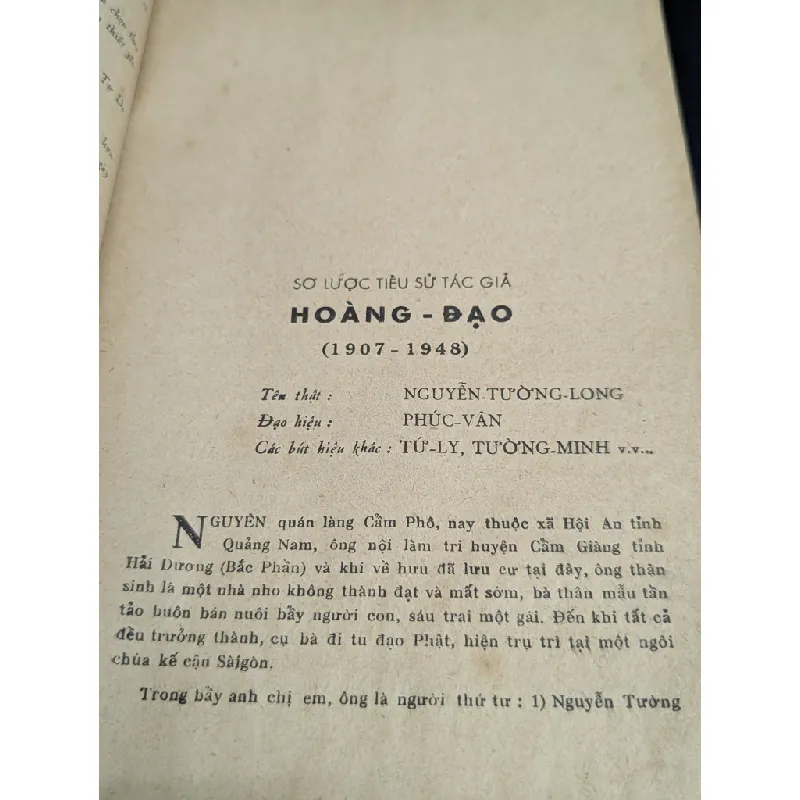 chọn
thiết
Tự D.
SƠ LƯỢC TIỂU SỬ TÁC GIẢ
HOÀNG - ĐẠO
(1907 - 1948)
Tên thật : NGUYỄN-TƯỜNG-LONG
Đạo hiệu : PHÚC-VÂN
Các bút hiệu khác : TỨ-LY, TƯỜNG-MINH v.v...
NGUYÊN quán làng Cẩm Phô, nay thuộc xã Hội An tỉnh
Quảng Nam, ông nội làm tri huyện Cẩm Giàng tỉnh
Hải Dương (Bắc Phần) và khi về hưu đã lưu cư tại đây, ông thân
sinh là một nhà nho không thành đạt và mất sớm, bà thân mẫu tần
tảo buôn bán nuôi bầy người con, sáu trai một gái. Đến khi tất cả
đều trưởng thành, cụ bà đi tu đạo Phật, hiện trụ trì tại một ngôi
chùa kế cận Sàigòn.
Trong bầy anh chị em, ông là người thứ tư : 1) Nguyễn Tường